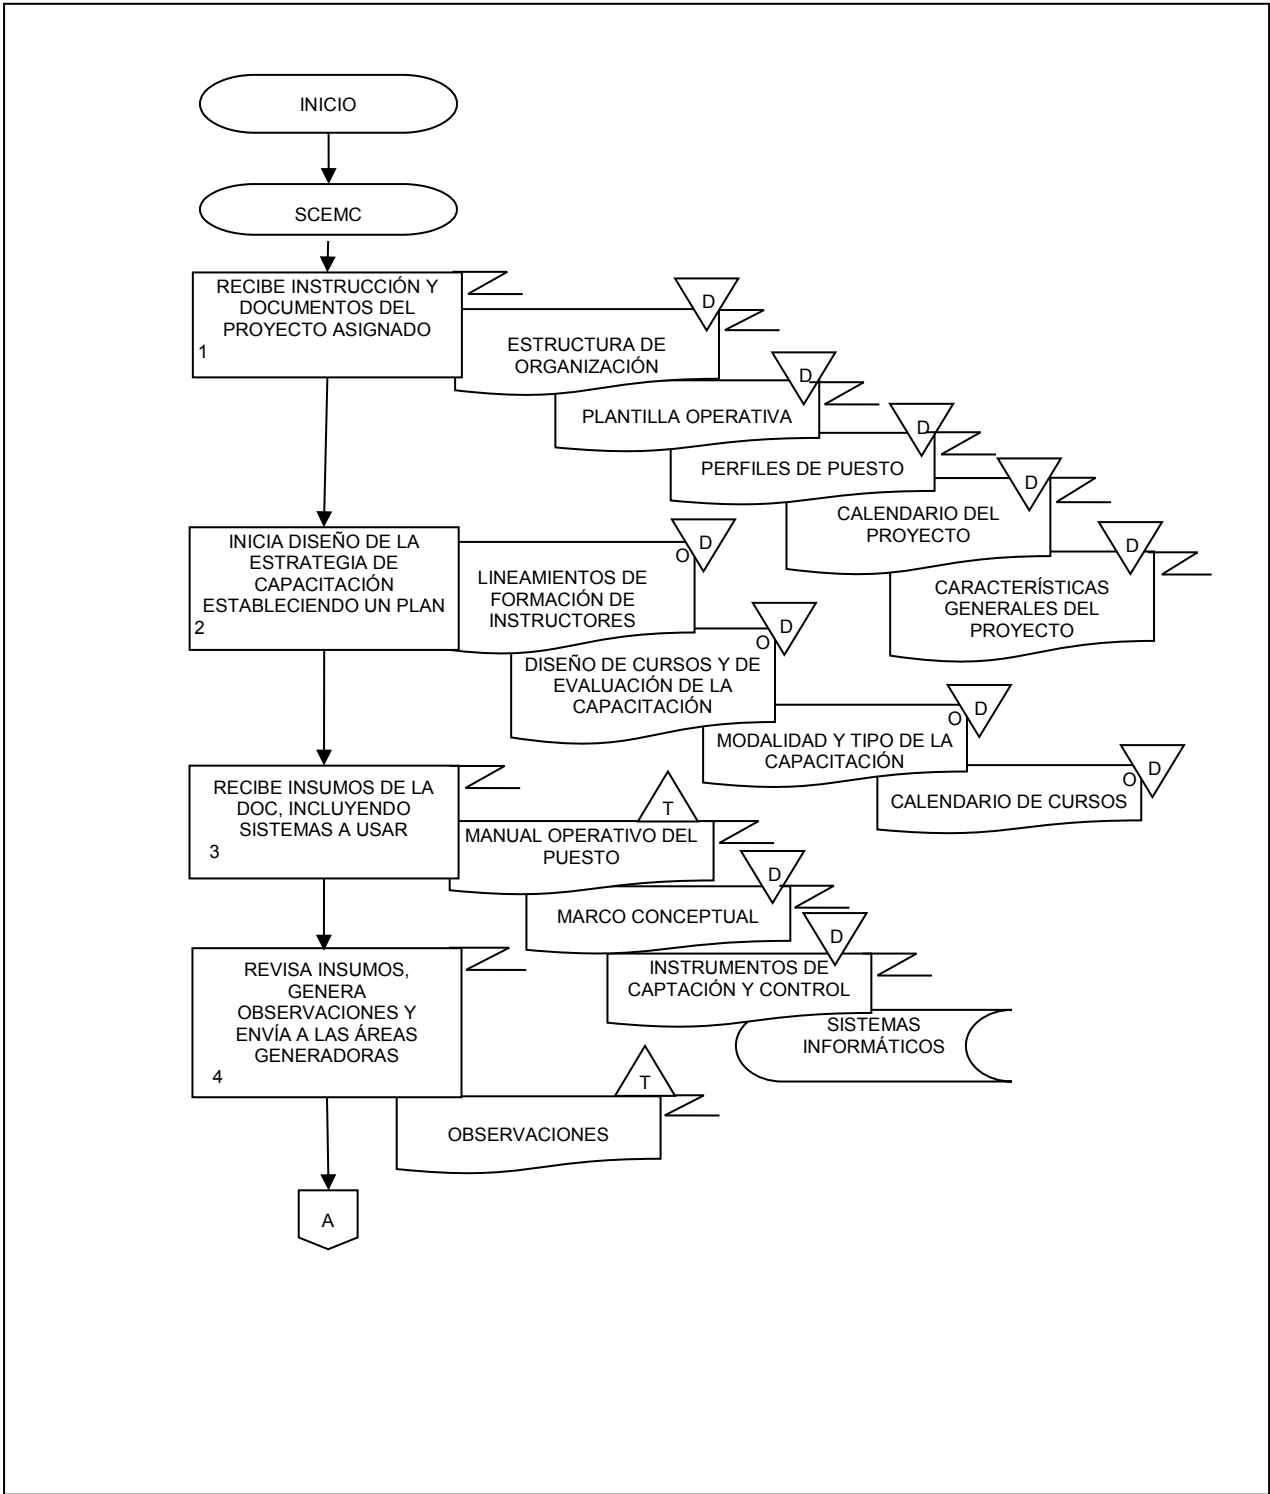 INICIO
SCEMC
RECIBE INSTRUCCIÓN Y
DOCUMENTOS DEL
PROYECTO ASIGNADO
1
D
ESTRUCTURA DE
ORGANIZACIÓN
D
PLANTILLA OPERATIVA
D
PERFILES DE PUESTO
D
CALENDARIO DEL
PROYECTO
D
CARACTERÍSTICAS
GENERALES DEL
PROYECTO
INICIA DISEÑO DE LA
ESTRATEGIA DE
CAPACITACIÓN
ESTABLECIENDO UN PLAN
2
D
O
LINEAMIENTOS DE
FORMACIÓN DE
INSTRUCTORES
D
O
DISEÑO DE CURSOS Y DE
EVALUACIÓN DE LA
CAPACITACIÓN
D
O
MODALIDAD Y TIPO DE LA
CAPACITACIÓN
D
O
CALENDARIO DE CURSOS
RECIBE INSUMOS DE LA
DOC, INCLUYENDO
SISTEMAS A USAR
3
T
MANUAL OPERATIVO DEL
PUESTO
D
MARCO CONCEPTUAL
D
INSTRUMENTOS DE
CAPTACIÓN Y CONTROL
SISTEMAS
INFORMÁTICOS
REVISA INSUMOS,
GENERA
OBSERVACIONES Y
ENVÍA A LAS ÁREAS
GENERADORAS
4
T
OBSERVACIONES
A